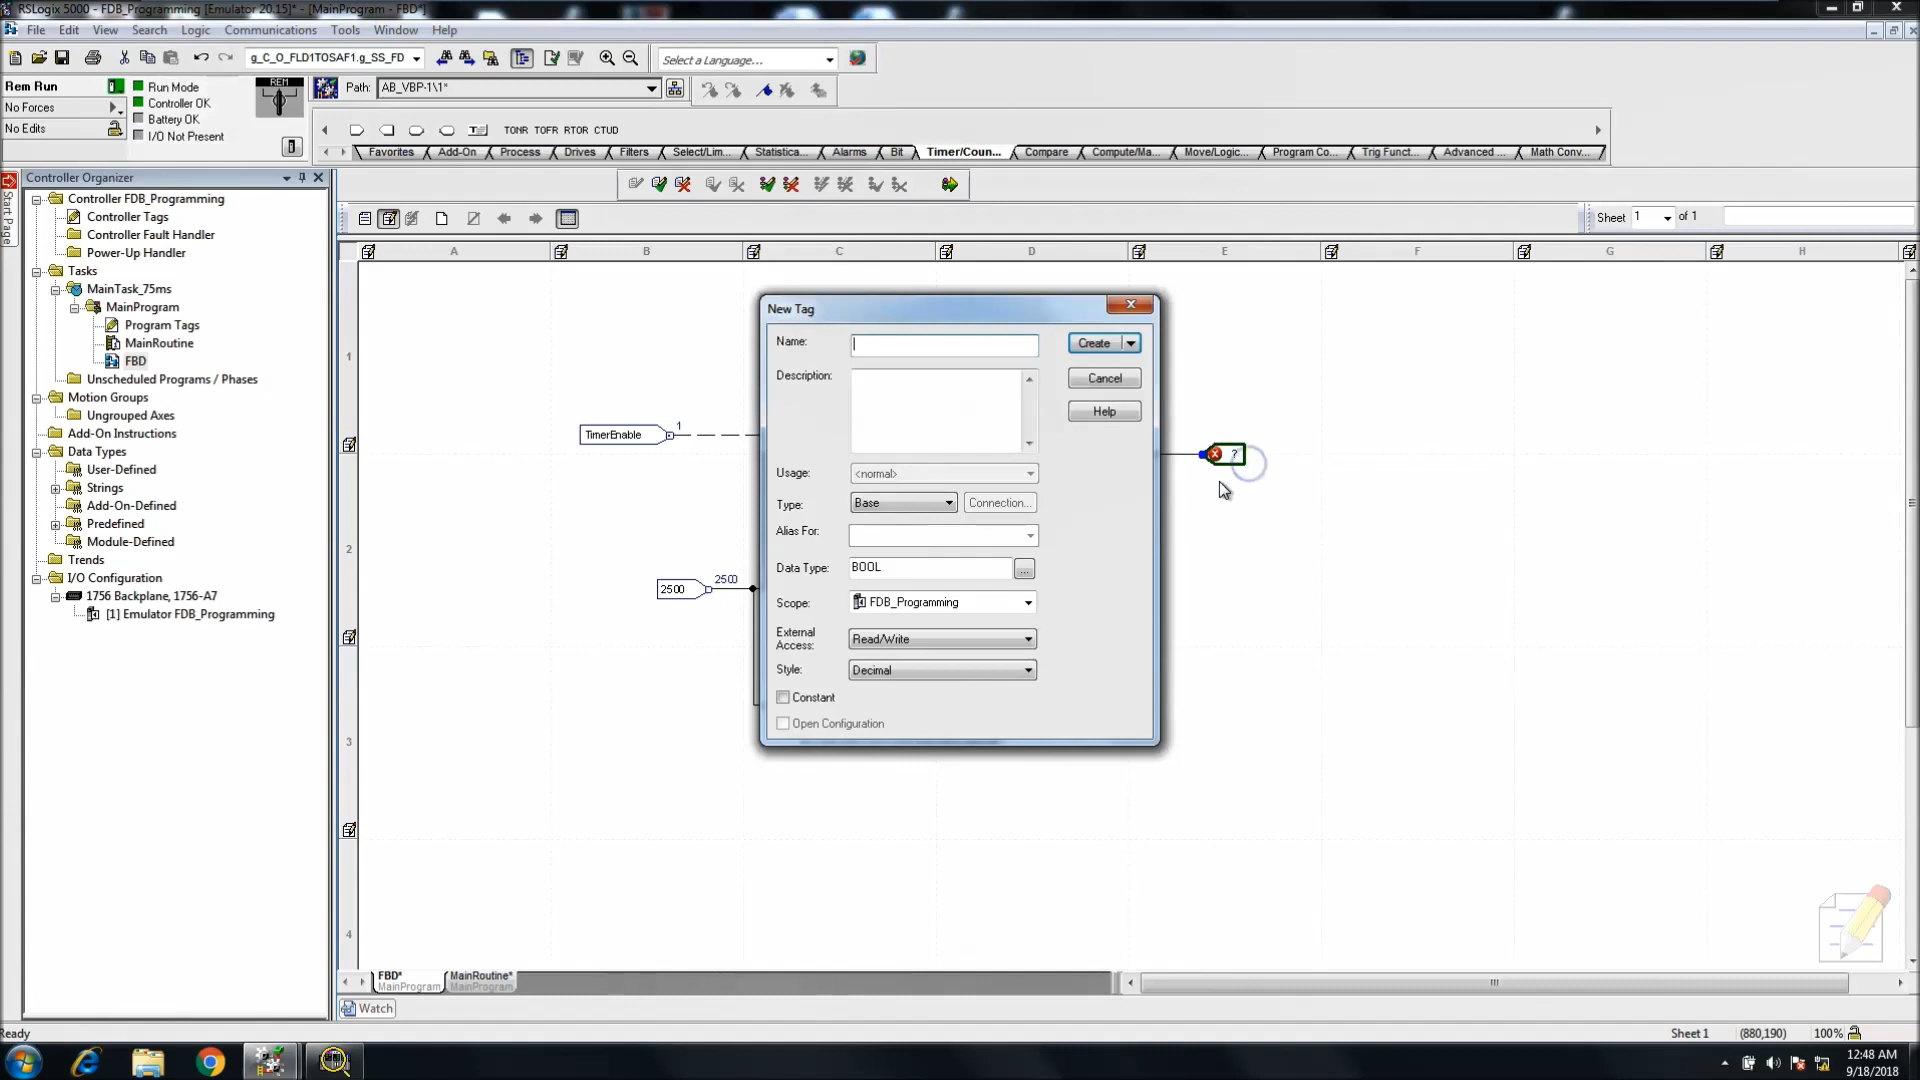 RSLogix 5000 - FDB_Programming [Emulator 20.15]* - [MainProgram - FBD*]
File Edit View Search Logic Communications Tools Window Help
g_C_O_FLD1TOSAF1.g_SS_FD
Select a Language...
Rem Run
No Forces
No Edits
Run Mode
Controller OK
Battery OK
I/O Not Present
REM
Path: AB_VBP-1\1*
TONR TOFR RTOR CTUD
Favorites Add-On Process Drives Filters Select/Lim... Statistica... Alarms Bit Timer/Coun... Compare Compute/Ma... Move/Logic... Program Co... Trig Funct... Advanced ... Math Conv...
Start Page
Controller Organizer
Sheet 1 of 1
Controller FDB_Programming
Controller Tags
Controller Fault Handler
Power-Up Handler
Tasks
MainTask_75ms
MainProgram
Program Tags
MainRoutine
FBD
Unscheduled Programs / Phases
Motion Groups
Ungrouped Axes
Add-On Instructions
Data Types
User-Defined
Strings
Add-On-Defined
Predefined
Module-Defined
Trends
I/O Configuration
1756 Backplane, 1756-A7
[1] Emulator FDB_Programming
A B C D E F G H
1
2
3
4
TimerEnable 1
2500 2500
?
New Tag
Name:
Create
Description:
Cancel
Help
Usage: <normal>
Type: Base Connection...
Alias For:
Data Type: BOOL ...
Scope: FDB_Programming
External
Access: Read/Write
Style: Decimal
Constant
Open Configuration
FBD*
MainProgram
MainRoutine*
MainProgram
Watch
Ready
Sheet 1 (880,190) 100%
12:48 AM
9/18/2018